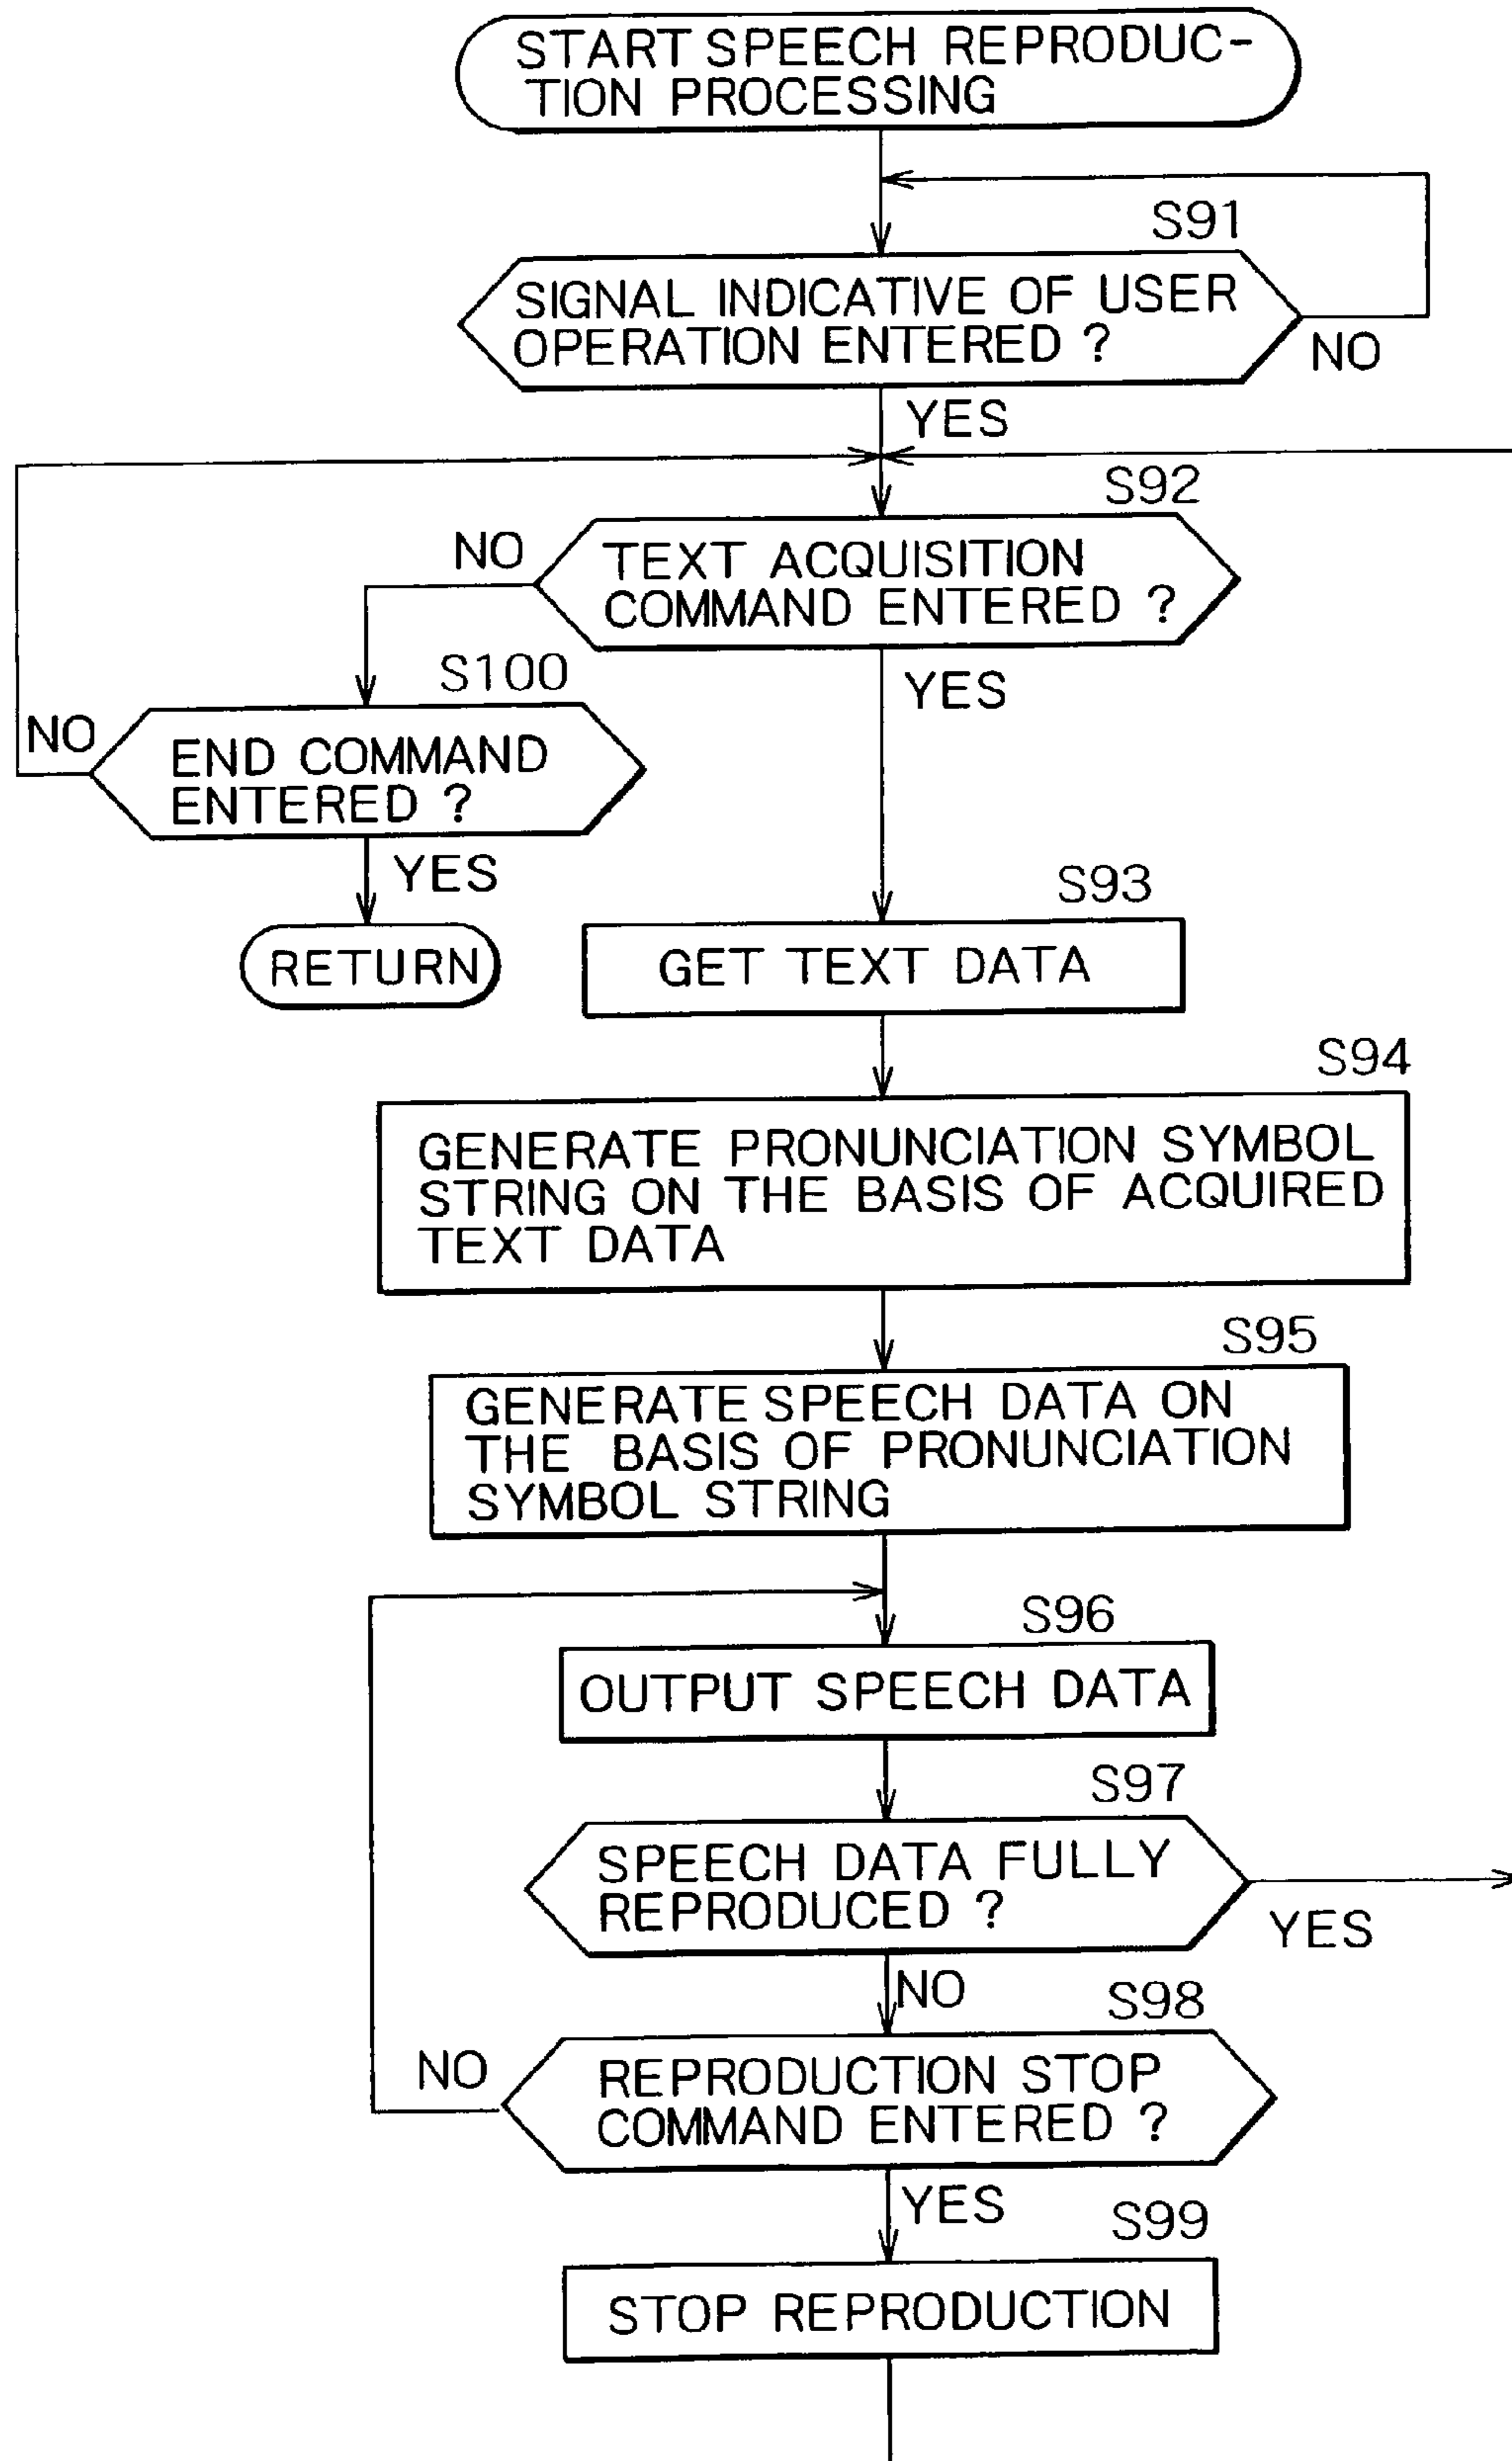 START SPEECH REPRODUC-
TION PROCESSING
S91
SIGNAL INDICATIVE OF USER
OPERATION ENTERED ?
NO
YES
S92
NO
TEXT ACQUISITION
COMMAND ENTERED ?
YES
S100
NO
END COMMAND
ENTERED ?
YES
RETURN
S93
GET TEXT DATA
S94
GENERATE PRONUNCIATION SYMBOL
STRING ON THE BASIS OF ACQUIRED
TEXT DATA
S95
GENERATE SPEECH DATA ON
THE BASIS OF PRONUNCIATION
SYMBOL STRING
S96
OUTPUT SPEECH DATA
S97
SPEECH DATA FULLY
REPRODUCED ?
YES
NO
S98
NO
REPRODUCTION STOP
COMMAND ENTERED ?
YES
S99
STOP REPRODUCTION